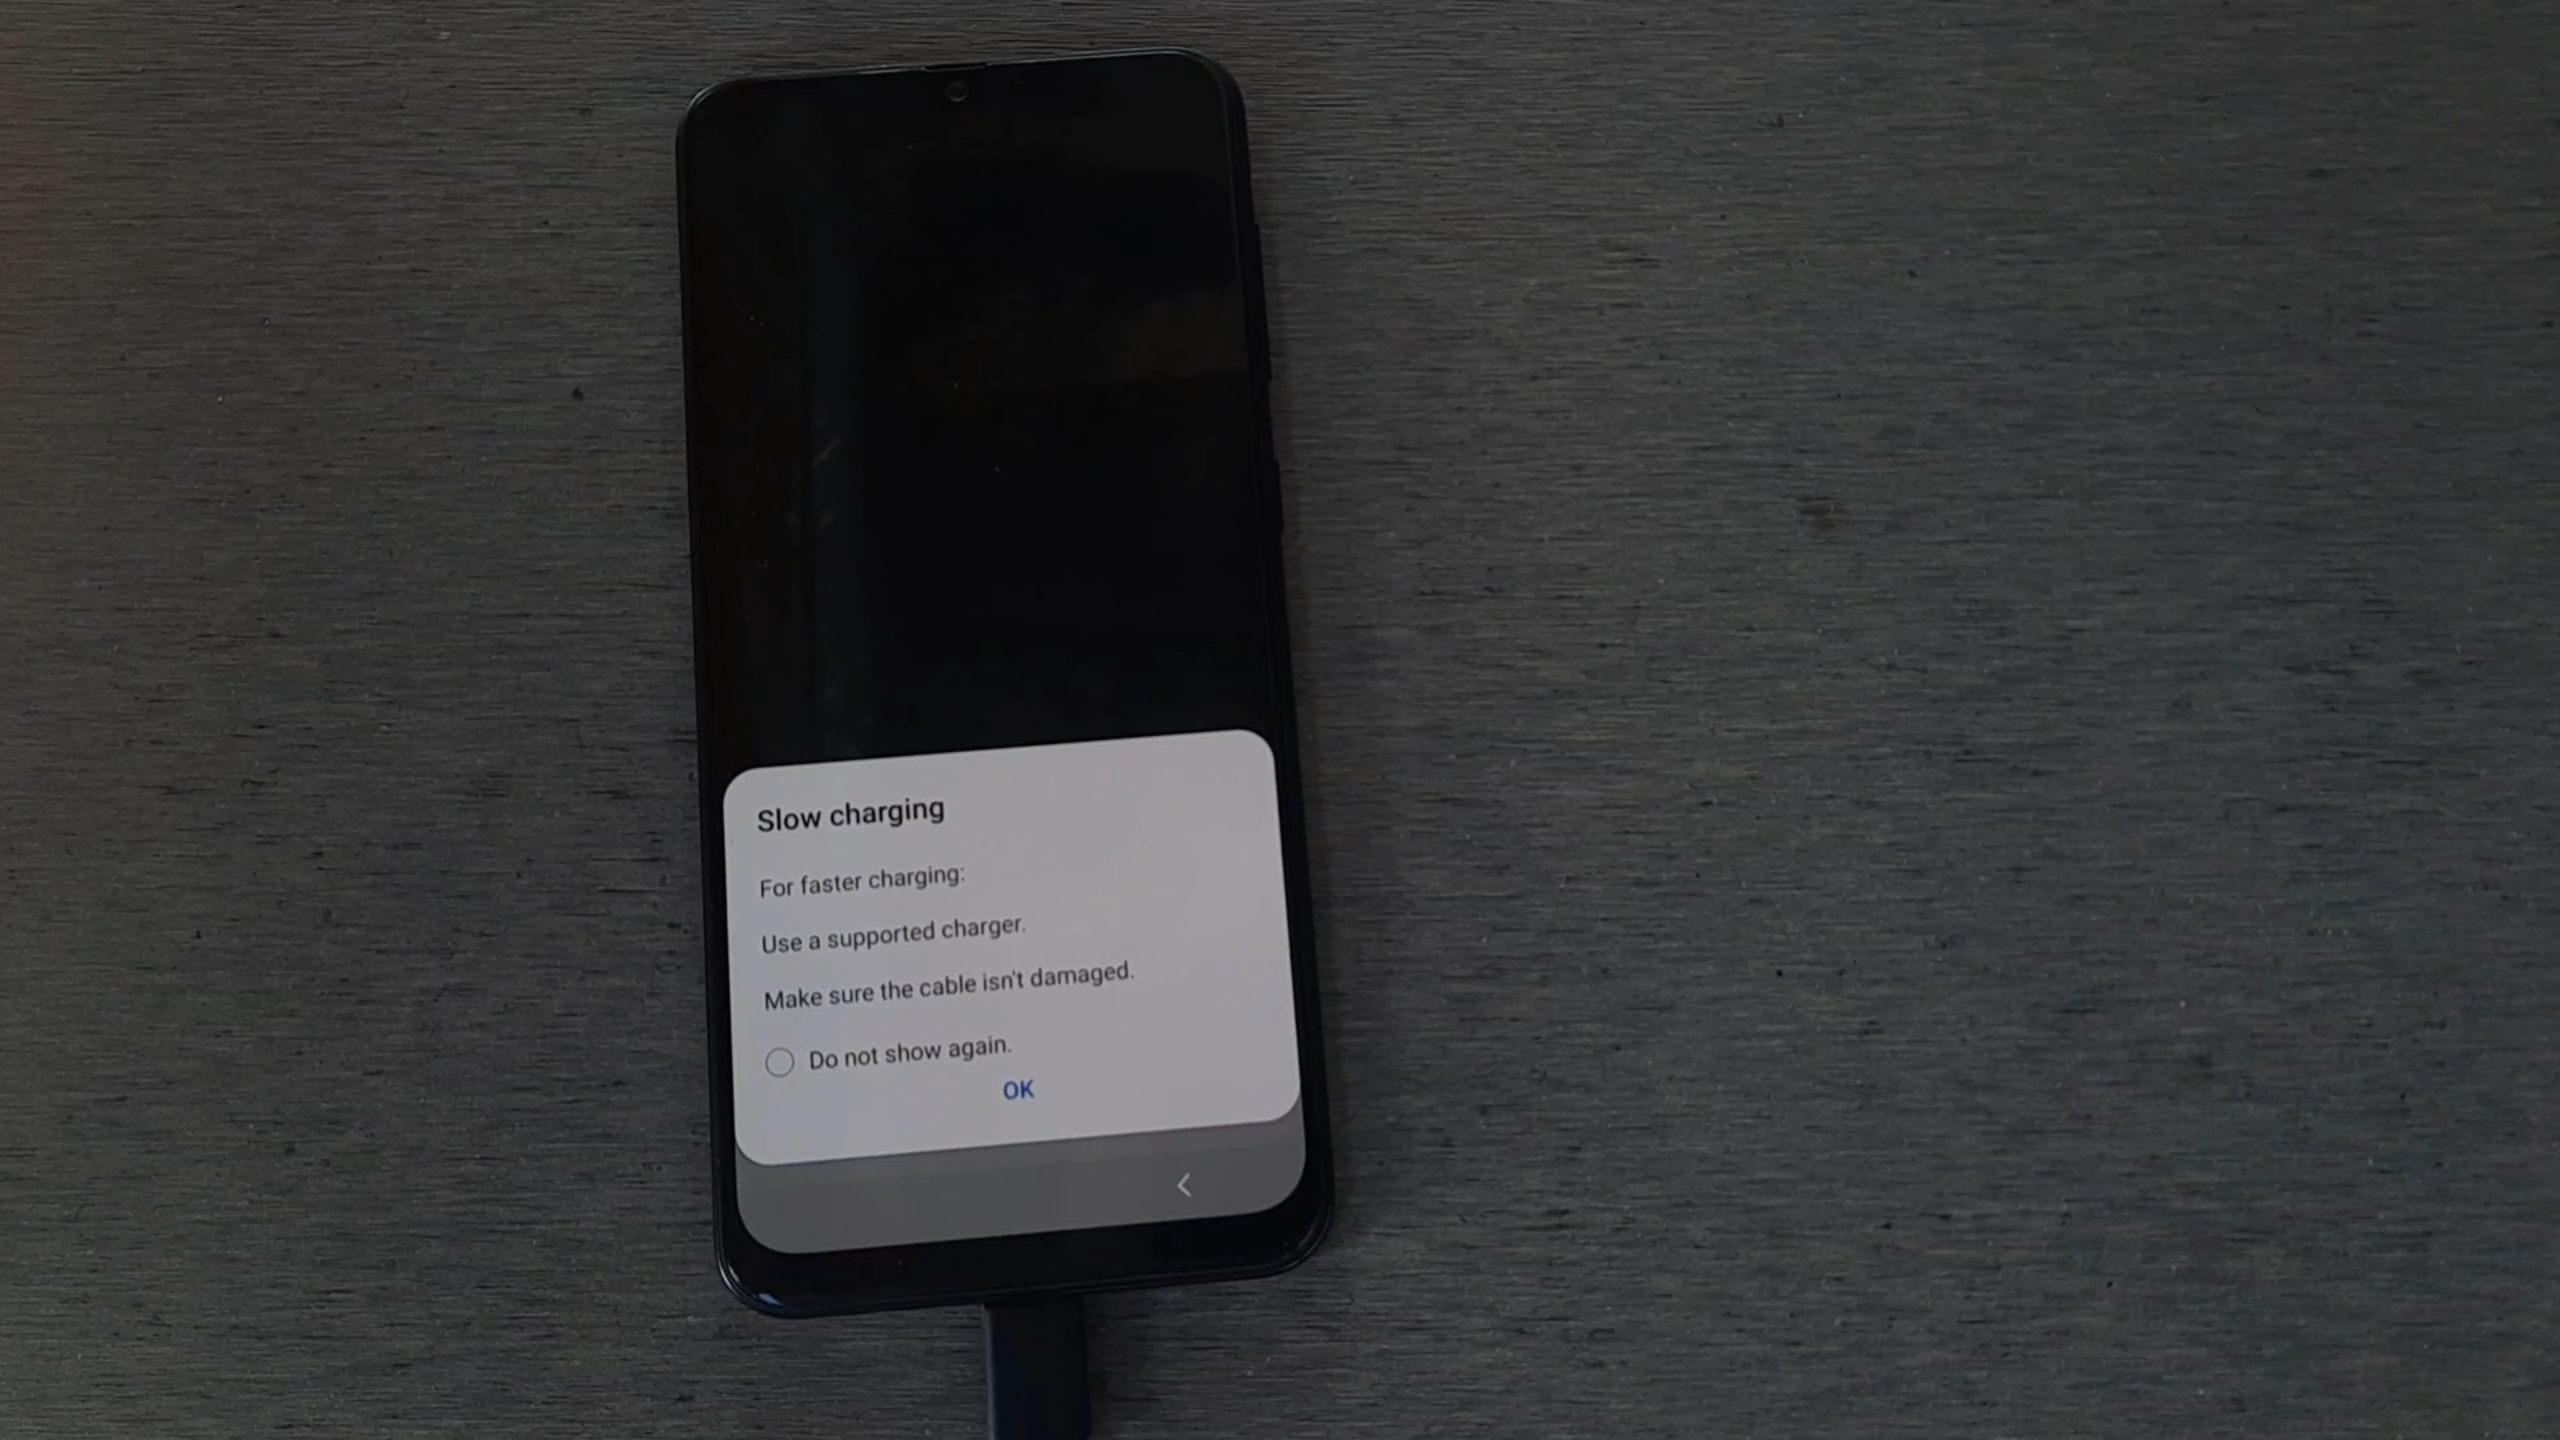 Slow charging
For faster charging:
Use a supported charger.
Make sure the cable isn't damaged.
Do not show again.
OK